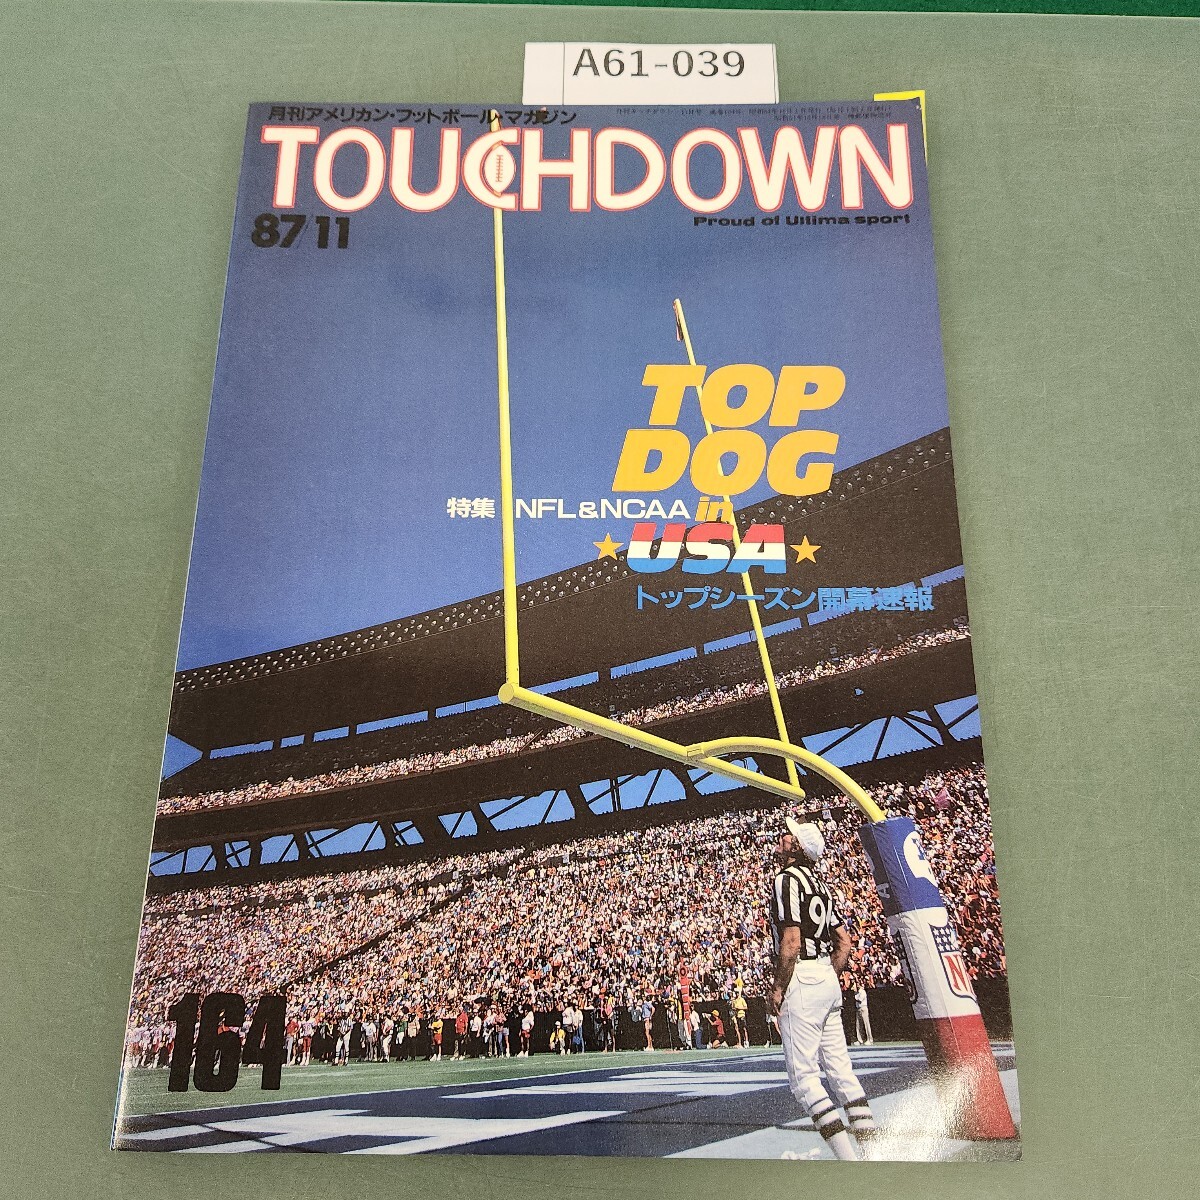 A61-039
月刊アメリカン・フットボール・マガジン
TOUCHDOWN
87/11
Proud of Ultima sport
TOP
DOG
特集 NFL&NCAA in
★USA★
トップシーズン開幕速報
164